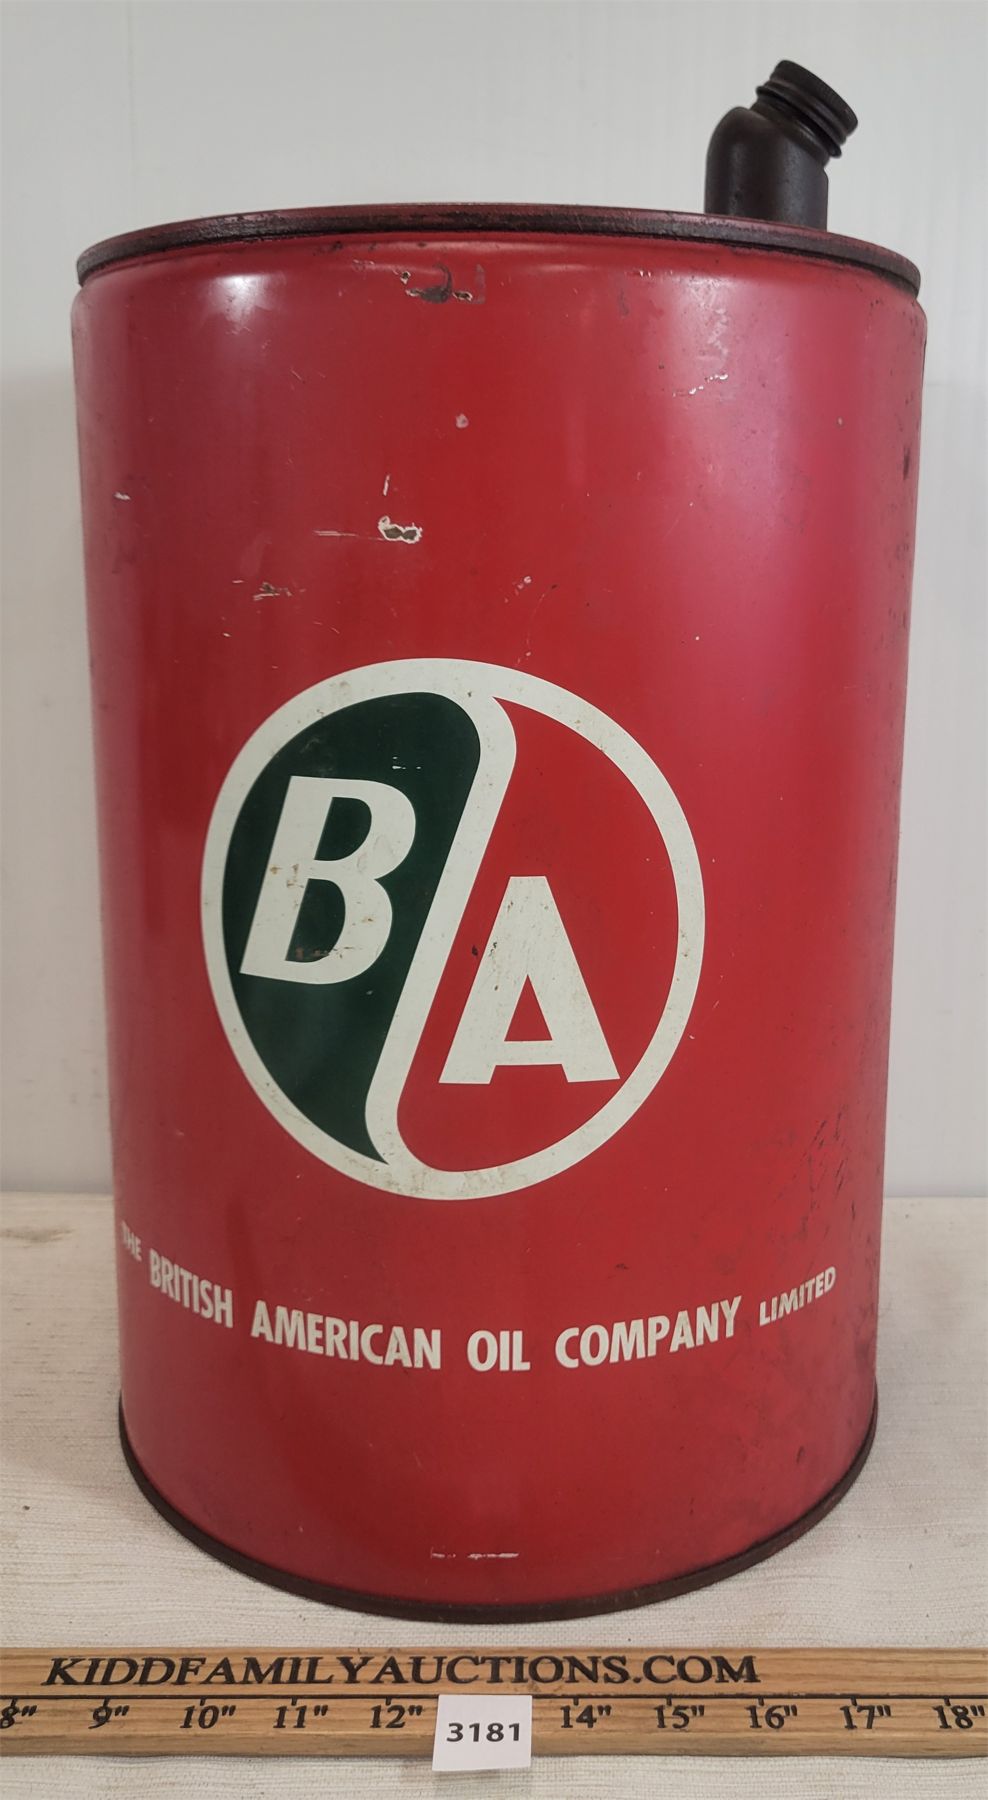 B A
THE BRITISH AMERICAN OIL COMPANY LIMITED
KIDDFAMILYAUCTIONS.COM
8" 9" 10" 11" 12" 14" 15" 16" 17" 18"
3181